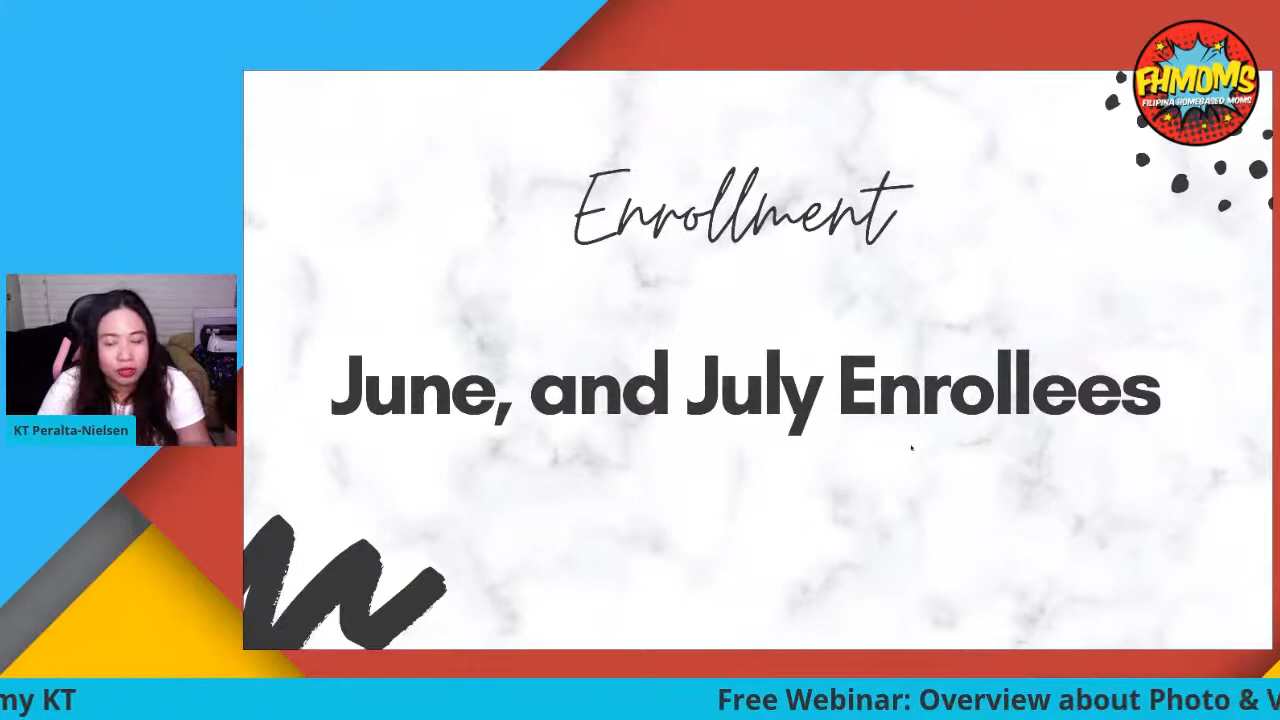 FHMOMS
FILIPINA HOMEBASED MOMS
Enrollment
June, and July Enrollees
KT Peralta-Nielsen
my KT
Free Webinar: Overview about Photo & V